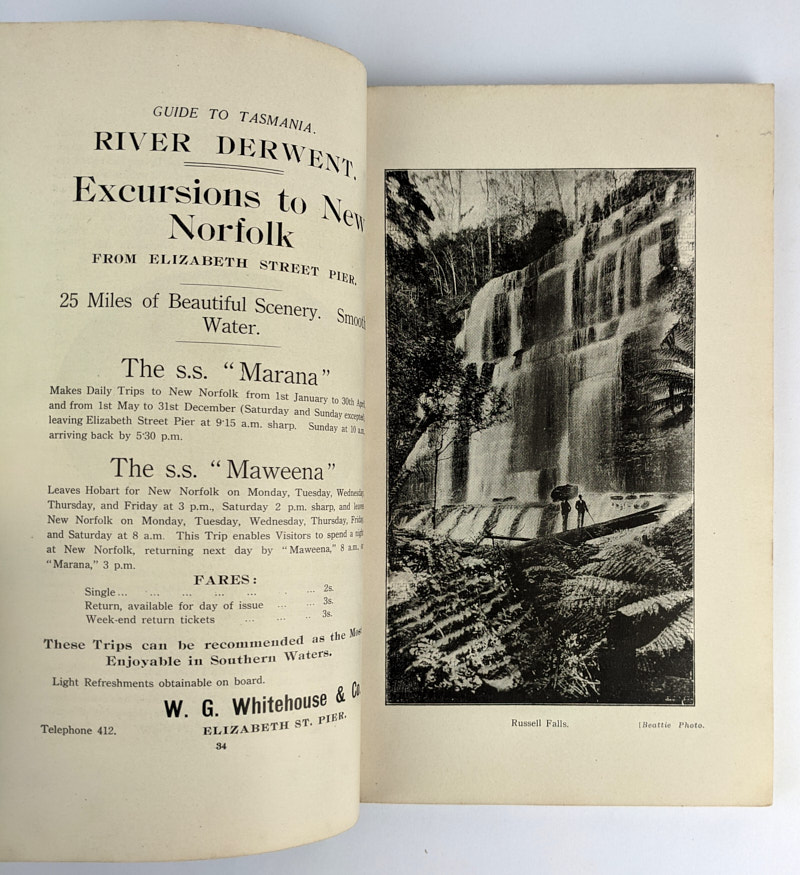 GUIDE TO TASMANIA.
RIVER DERWENT.
Excursions to New
Norfolk
FROM ELIZABETH STREET PIER.
25 Miles of Beautiful Scenery. Smooth
Water.
The s.s. "Marana"
Makes Daily Trips to New Norfolk from 1st January to 30th April,
and from 1st May to 31st December (Saturday and Sunday excepted)
leaving Elizabeth Street Pier at 9·15 a.m. sharp. Sunday at 10 a.m.
arriving back by 5·30 p.m.
The s.s. "Maweena"
Leaves Hobart for New Norfolk on Monday, Tuesday, Wednesday,
Thursday, and Friday at 3 p.m., Saturday 2 p.m. sharp, and leaves
New Norfolk on Monday, Tuesday, Wednesday, Thursday, Friday
and Saturday at 8 a.m. This Trip enables Visitors to spend a night
at New Norfolk, returning next day by "Maweena," 8 a.m.
"Marana," 3 p.m.
FARES:
Single ... ... ... ... ... ... 2s.
Return, available for day of issue ... ... 3s.
Week-end return tickets ... ... ... 3s.
These Trips can be recommended as the Most
Enjoyable in Southern Waters.
Light Refreshments obtainable on board.
W. G. Whitehouse & Co.
Telephone 412. ELIZABETH ST. PIER.
34
Russell Falls. [Beattie Photo.